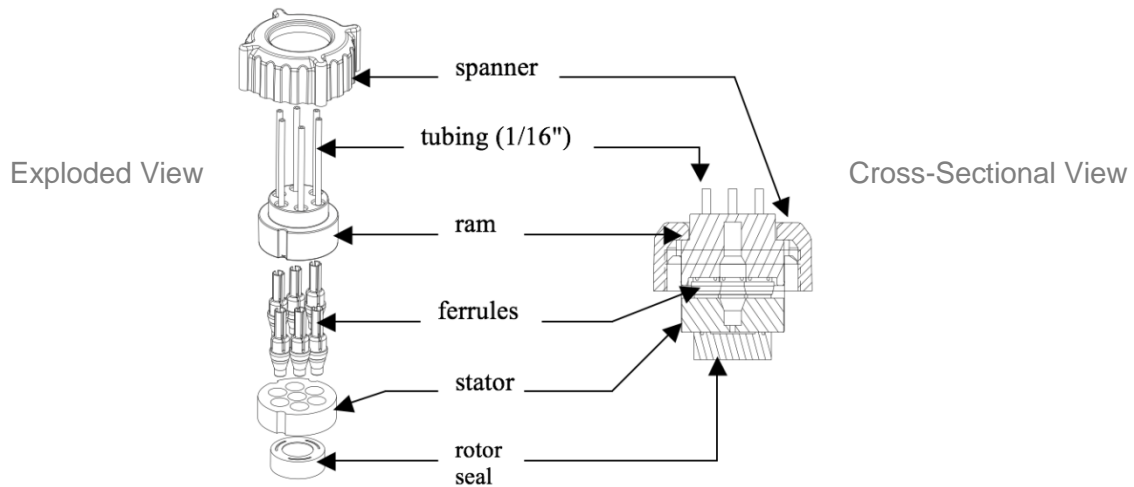 spanner
tubing (1/16")
Exploded View
Cross-Sectional View
ram
ferrules
stator
rotor
seal